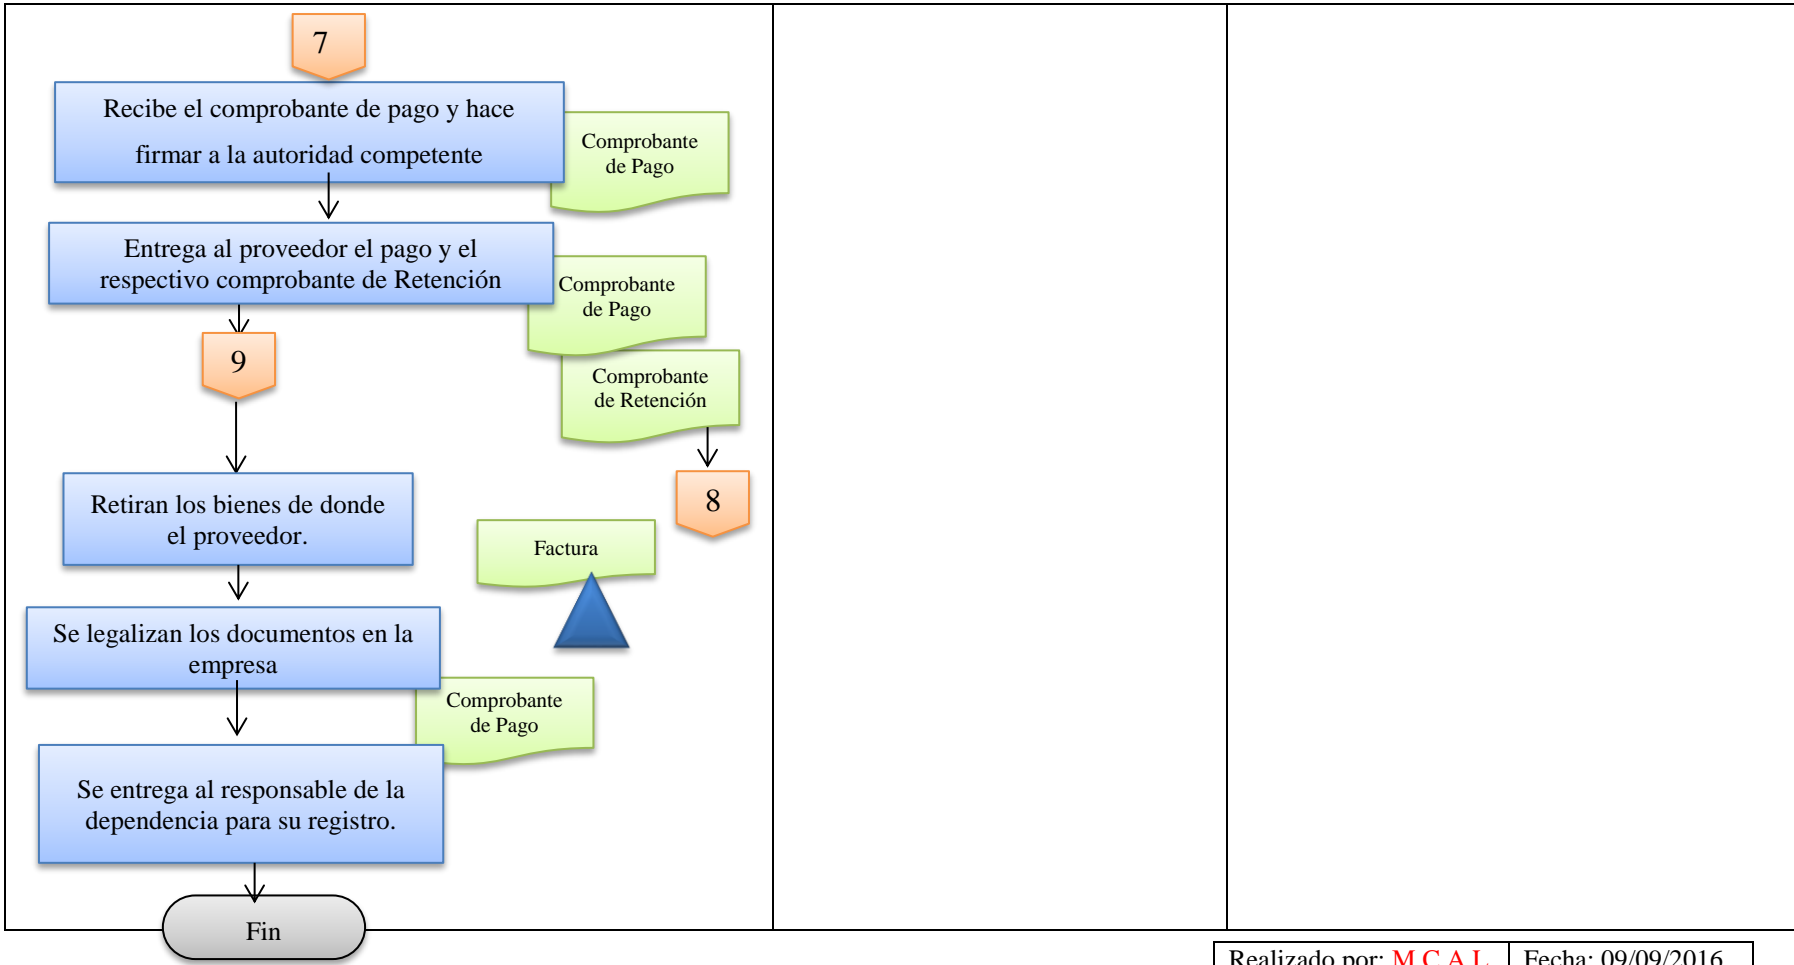 7
Recibe el comprobante de pago y hace
firmar a la autoridad competente
Comprobante
de Pago
Entrega al proveedor el pago y el
respectivo comprobante de Retención
Comprobante
de Pago
9
Comprobante
de Retención
8
Retiran los bienes de donde
el proveedor.
Factura
Se legalizan los documentos en la
empresa
Comprobante
de Pago
Se entrega al responsable de la
dependencia para su registro.
Fin
Realizado por: M.C.A.L. Fecha: 09/09/2016